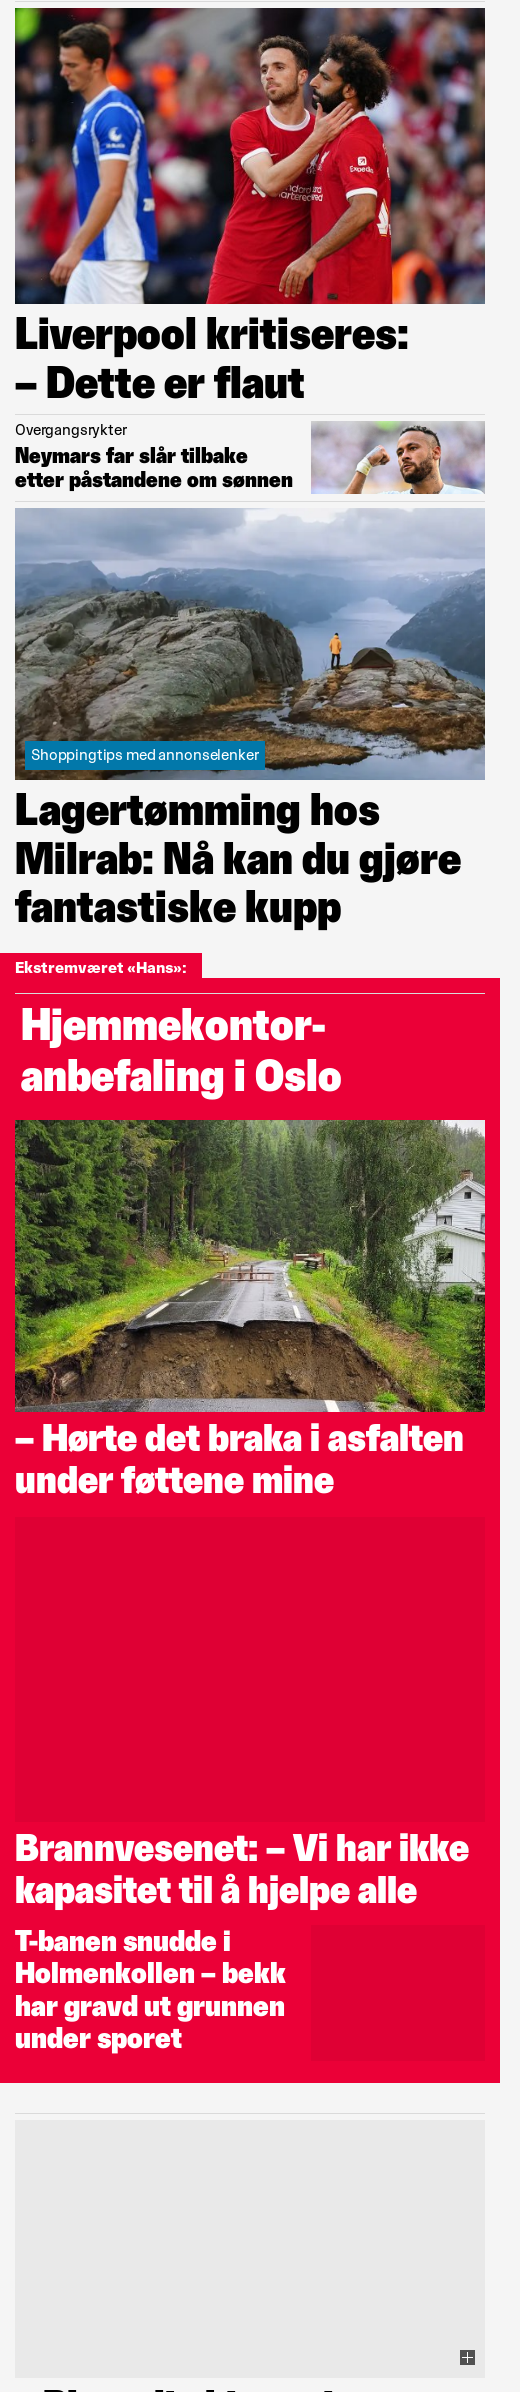 Expedia
Liverpool kritiseres:
– Dette er flaut
Overgangsrykter
Neymars far slår tilbake
etter påstandene om sønnen
Shoppingtips med annonselenker
Lagertømming hos
Milrab: Nå kan du gjøre
fantastiske kupp
Ekstremværet «Hans»:
Hjemmekontor-
anbefaling i Oslo
– Hørte det braka i asfalten
under føttene mine
Brannvesenet: – Vi har ikke
kapasitet til å hjelpe alle
T-banen snudde i
Holmenkollen – bekk
har gravd ut grunnen
under sporet